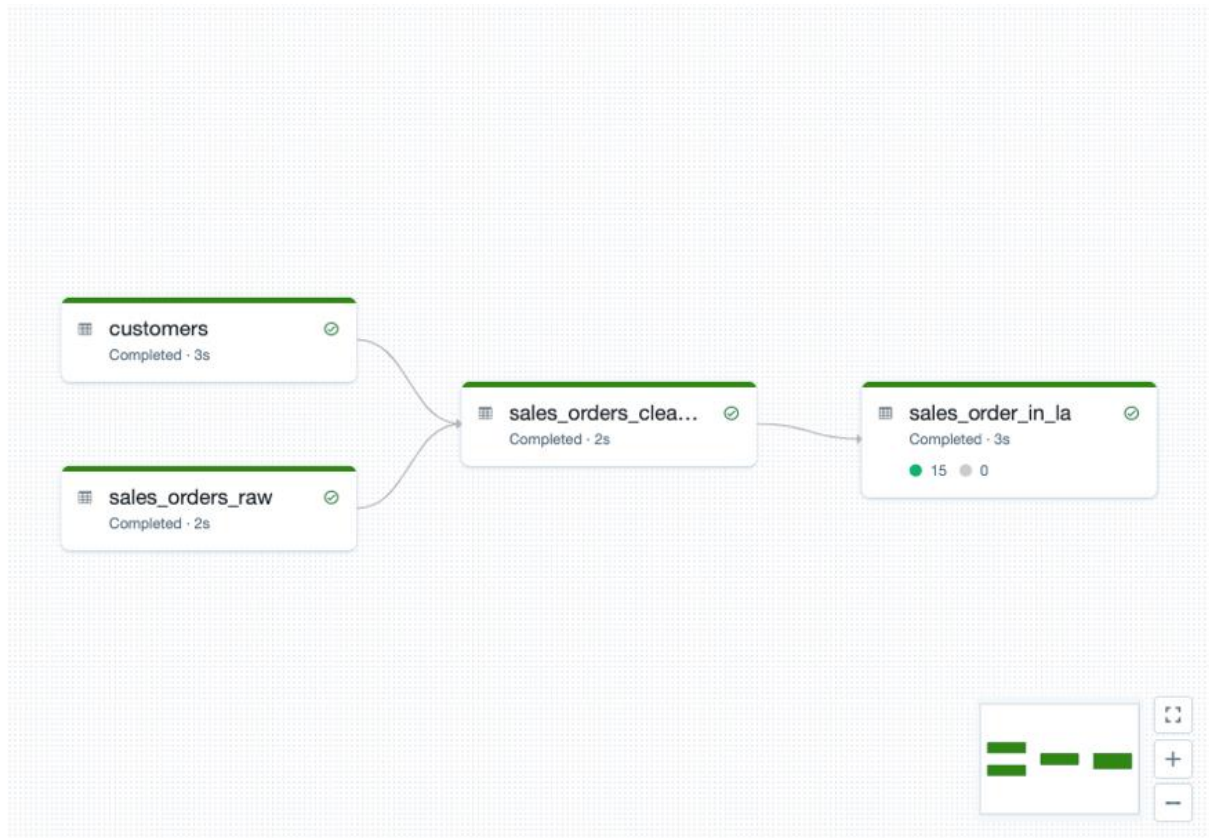 customers
Completed · 3s
sales_orders_raw
Completed · 2s
sales_orders_clea...
Completed · 2s
sales_order_in_la
Completed · 3s
15 0